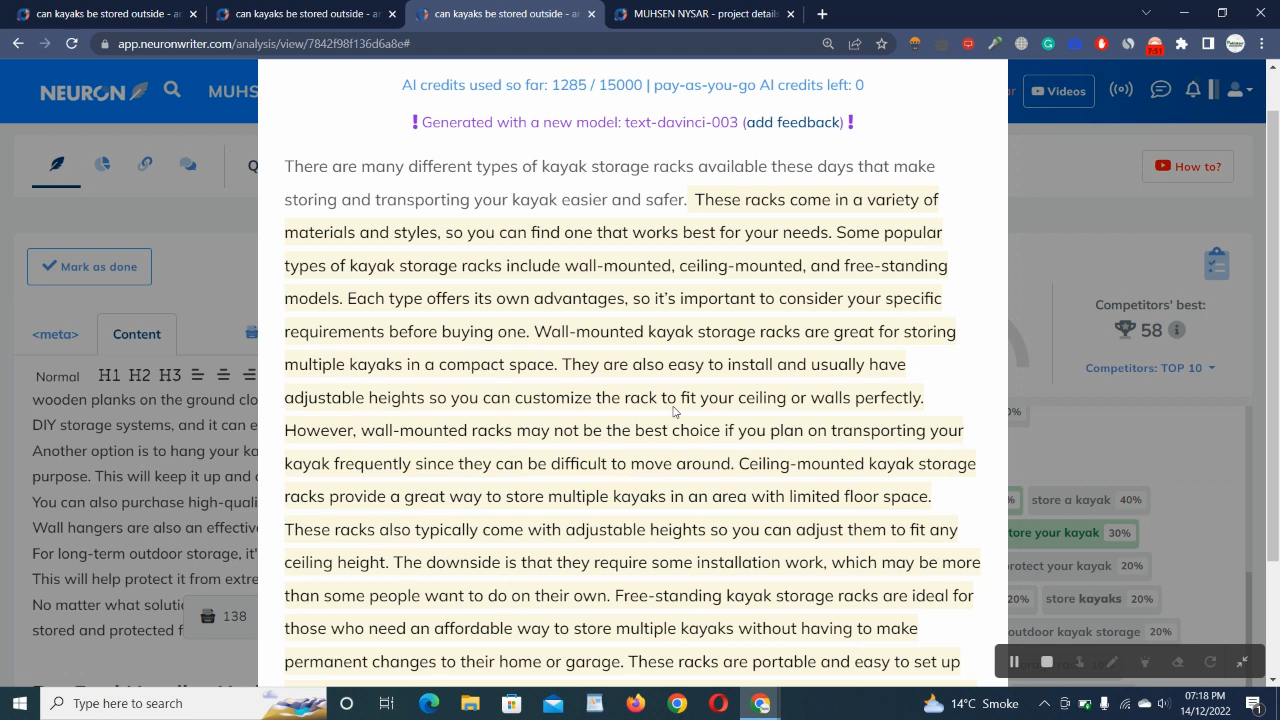 can kayak
can kayak outside - ap
can kayak outside - ap
MUHSEN NYSAR - project details
app.neuronwriter.com/analysis/view/7842f98f136d6a8e#
7:51
NEURON
MUHS
Videos
AI credits used so far: 1285 / 15000 | pay-as-you-go AI credits left: 0
Generated with a new model: text-davinci-003 (add feedback)
How to?
There are many different types of kayak storage racks available these days that make
storing and transporting your kayak easier and safer. These racks come in a variety of
materials and styles, so you can find one that works best for your needs. Some popular
types of kayak storage racks include wall-mounted, ceiling-mounted, and free-standing
models. Each type offers its own advantages, so it's important to consider your specific
requirements before buying one. Wall-mounted kayak storage racks are great for storing
multiple kayaks in a compact space. They are also easy to install and usually have
adjustable heights so you can customize the rack to fit your ceiling or walls perfectly.
However, wall-mounted racks may not be the best choice if you plan on transporting your
kayak frequently since they can be difficult to move around. Ceiling-mounted kayak storage
racks provide a great way to store multiple kayaks in an area with limited floor space.
These racks also typically come with adjustable heights so you can adjust them to fit any
ceiling height. The downside is that they require some installation work, which may be more
than some people want to do on their own. Free-standing kayak storage racks are ideal for
those who need an affordable way to store multiple kayaks without having to make
permanent changes to their home or garage. These racks are portable and easy to set up
Mark as done
<meta>
Content
Normal H1 H2 H3
wooden planks on the ground cl
DIY storage systems, and it can e
Another option is to hang your ka
purpose. This will keep it up and
You can also purchase high-qual
Wall hangers are also an effectiv
For long-term outdoor storage, it'
This will help protect it from extre
No matter what soluti
stored and protected f
138
Competitors'
best:
58
Competitors: TOP 10
0%
% store a kayak 40%
tore your kayak 30%
rotect your kayak 20%
20% store kayaks 20%
outdoor kayak storage 20%
Type here to search
14°C
07:18 PM
14/12/2022